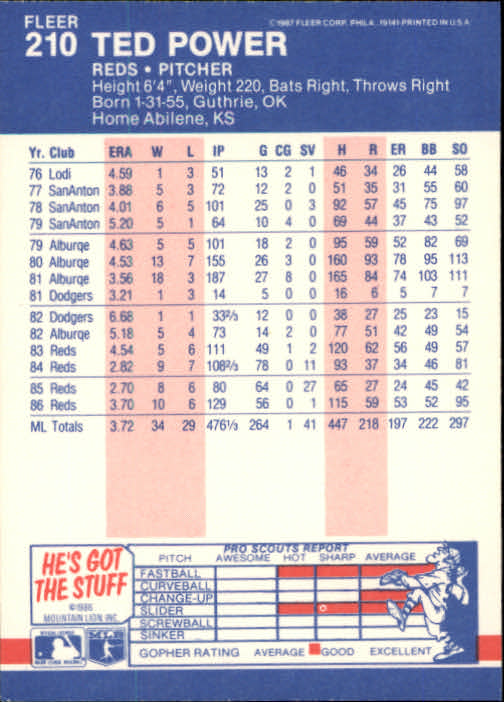 FLEER ©1987 FLEER CORP. PHILA. 19141-PRINTED IN U.S.A
210 TED POWER
REDS • PITCHER
Height 6'4", Weight 220, Bats Right, Throws Right
Born 1-31-55, Guthrie, OK
Home Abilene, KS
Yr. Club ERA W L IP G CG SV H R ER BB SO
76 Lodi 4.59 1 3 51 13 2 1 46 34 26 44 58
77 SanAnton 3.88 5 3 72 12 2 0 51 35 31 55 60
78 SanAnton 4.01 6 5 101 25 0 3 92 57 45 75 97
79 SanAnton 5.20 5 1 64 10 4 0 69 44 37 43 52
79 Alburqe 4.63 5 5 101 18 2 0 95 59 52 82 69
80 Alburqe 4.53 13 7 155 26 3 0 160 93 78 95 113
81 Alburqe 3.56 18 3 187 27 8 0 165 84 74 103 111
81 Dodgers 3.21 1 3 14 5 0 0 16 6 5 7 7
82 Dodgers 6.68 1 1 33⅔ 12 0 0 38 27 25 23 15
82 Alburqe 5.18 5 4 73 14 2 0 77 51 42 49 54
83 Reds 4.54 5 6 111 49 1 2 120 62 56 49 57
84 Reds 2.82 9 7 108⅔ 78 0 11 93 37 34 46 81
85 Reds 2.70 8 6 80 64 0 27 65 27 24 45 42
86 Reds 3.70 10 6 129 56 0 1 115 59 53 52 95
ML Totals 3.72 34 29 476⅓ 264 1 41 447 218 197 222 297
HE'S GOT
THE STUFF
©1986
MOUNTAIN LION INC.
PRO SCOUTS REPORT
PITCH AWESOME HOT SHARP AVERAGE
FASTBALL
CURVEBALL
CHANGE-UP
SLIDER
SCREWBALL
SINKER
GOPHER RATING AVERAGE GOOD EXCELLENT